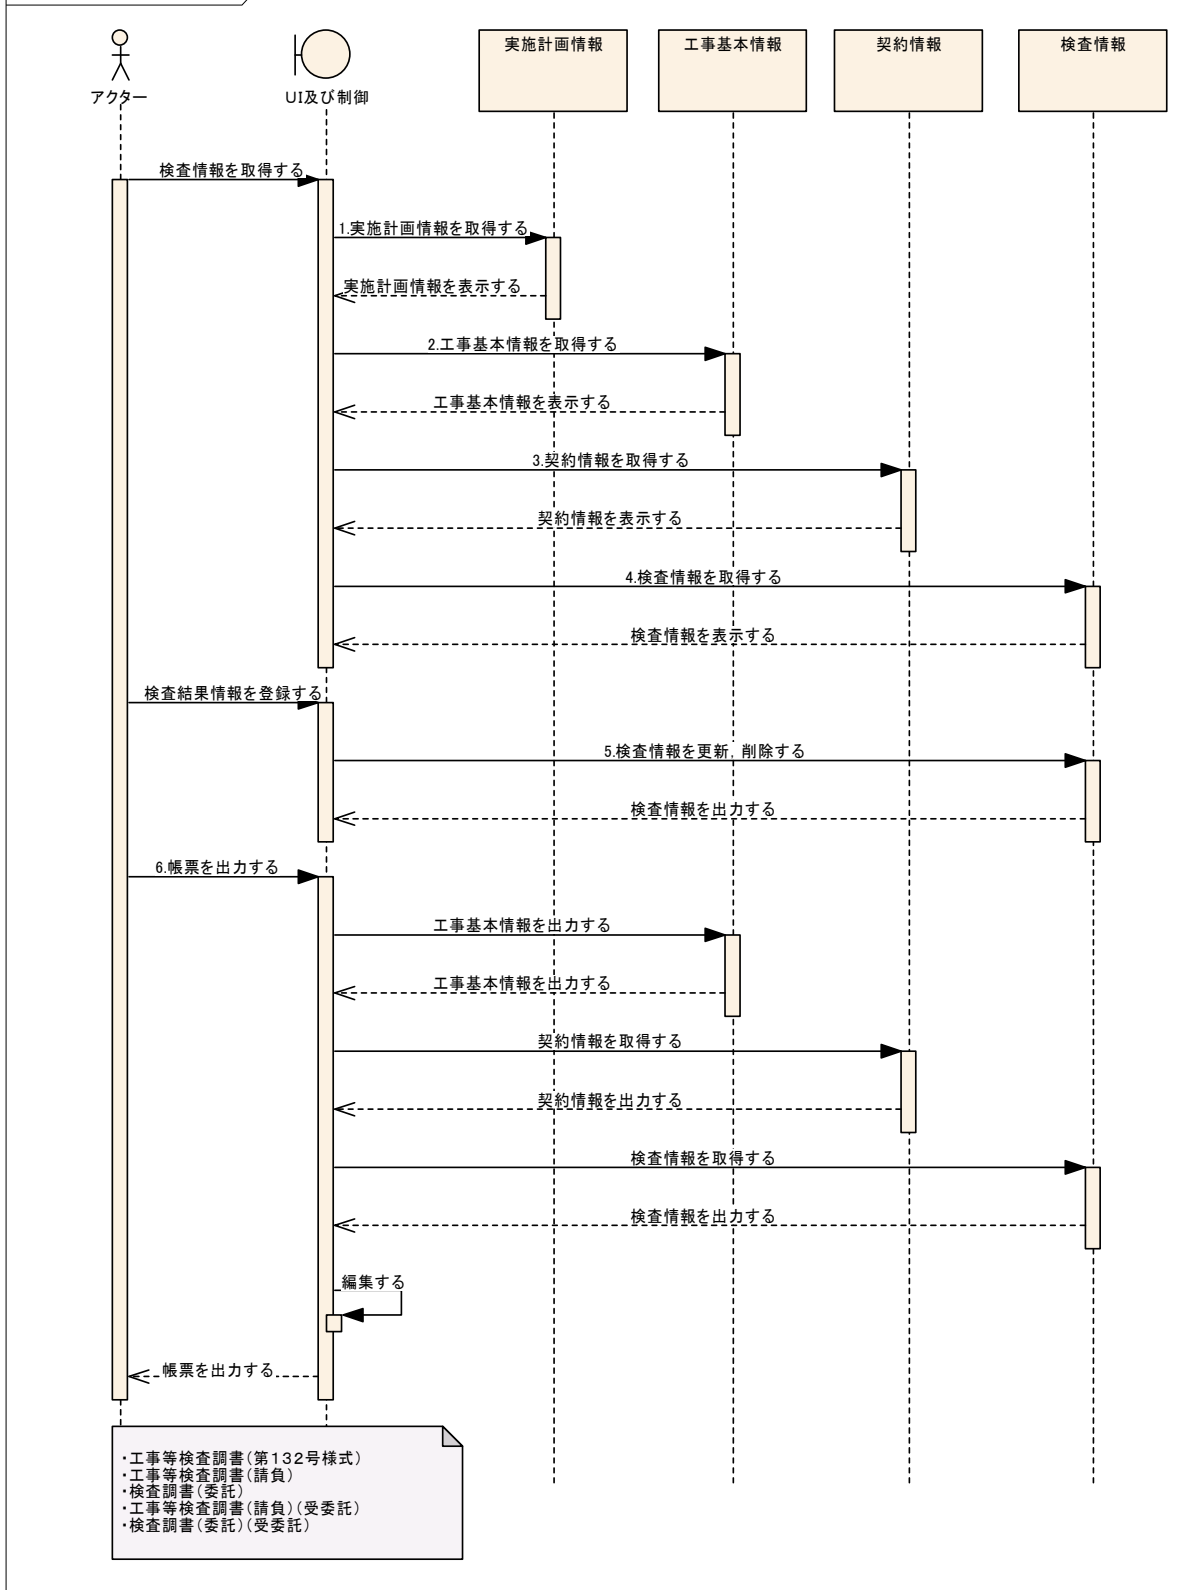 実施計画情報
工事基本情報
契約情報
検査情報
アクター
UI及び制御
検査情報を取得する
1.実施計画情報を取得する
実施計画情報を表示する
2.工事基本情報を取得する
工事基本情報を表示する
3.契約情報を取得する
契約情報を表示する
4.検査情報を取得する
検査情報を表示する
検査結果情報を登録する
5.検査情報を更新，削除する
検査情報を出力する
6.帳票を出力する
工事基本情報を出力する
工事基本情報を出力する
契約情報を取得する
契約情報を出力する
検査情報を取得する
検査情報を出力する
編集する
帳票を出力する
・工事等検査調書（第１３２号様式）
・工事等検査調書（請負）
・検査調書（委託）
・工事等検査調書（請負）（受委託）
・検査調書（委託）（受委託）